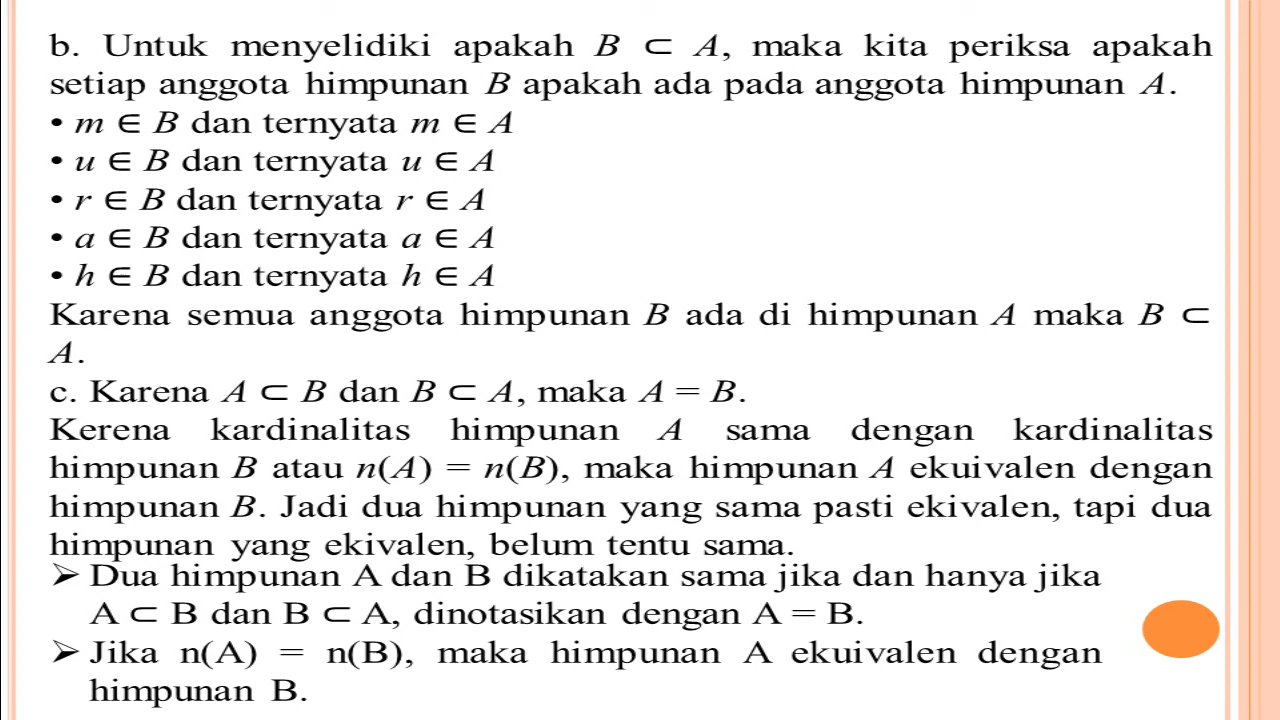 b. Untuk menyelidiki apakah B ⊂ A, maka kita periksa apakah
setiap anggota himpunan B apakah ada pada anggota himpunan A.
• m ∈ B dan ternyata m ∈ A
• u ∈ B dan ternyata u ∈ A
• r ∈ B dan ternyata r ∈ A
• a ∈ B dan ternyata a ∈ A
• h ∈ B dan ternyata h ∈ A
Karena semua anggota himpunan B ada di himpunan A maka B ⊂
A.
c. Karena A ⊂ B dan B ⊂ A, maka A = B.
Kerena kardinalitas himpunan A sama dengan kardinalitas
himpunan B atau n(A) = n(B), maka himpunan A ekuivalen dengan
himpunan B. Jadi dua himpunan yang sama pasti ekivalen, tapi dua
himpunan yang ekivalen, belum tentu sama.
➢ Dua himpunan A dan B dikatakan sama jika dan hanya jika
A ⊂ B dan B ⊂ A, dinotasikan dengan A = B.
➢ Jika n(A) = n(B), maka himpunan A ekuivalen dengan
himpunan B.